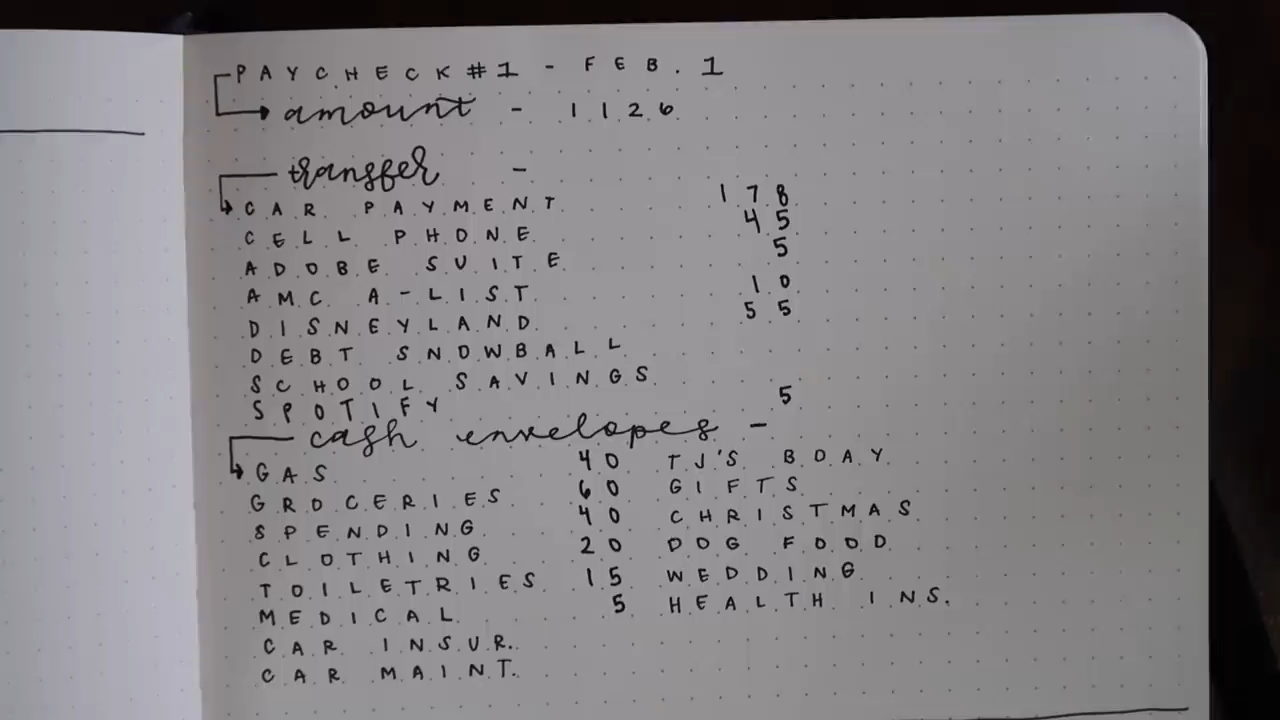 PAYCHECK #1 - FEB. 1
amount - 1126
transfer -
CAR PAYMENT 178
CELL PHONE 45
ADOBE SUITE 5
AMC A-LIST 10
DISNEYLAND 55
DEBT SNOWBALL
SCHOOL SAVINGS
SPOTIFY 5
cash envelopes -
GAS 40 TJ'S BDAY
GROCERIES 60 GIFTS
SPENDING 40 CHRISTMAS
CLOTHING 20 DOG FOOD
TOILETRIES 15 WEDDING
MEDICAL 5 HEALTH INS.
CAR INSUR.
CAR MAINT.